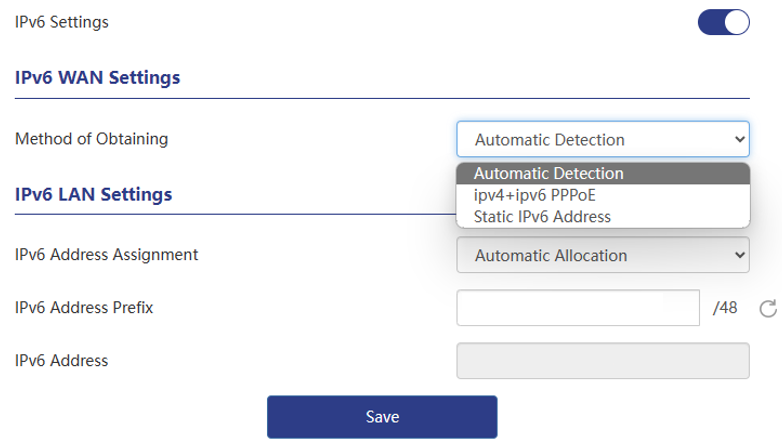 IPv6 Settings
IPv6 WAN Settings
Method of Obtaining
Automatic Detection
Automatic Detection
ipv4+ipv6 PPPoE
Static IPv6 Address
IPv6 LAN Settings
IPv6 Address Assignment
Automatic Allocation
IPv6 Address Prefix
/48
IPv6 Address
Save